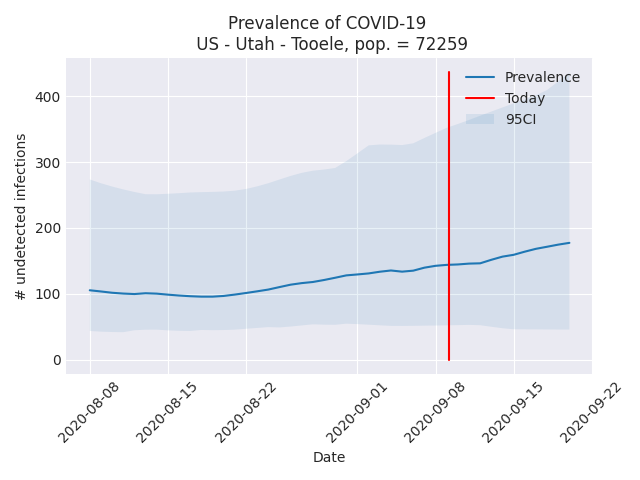 Prevalence of COVID-19
US - Utah - Tooele, pop. = 72259
Prevalence
Today
95CI
# undetected infections
400
300
200
100
0
2020-08-08
2020-08-15
2020-08-22
2020-09-01
2020-09-08
2020-09-15
2020-09-22
Date